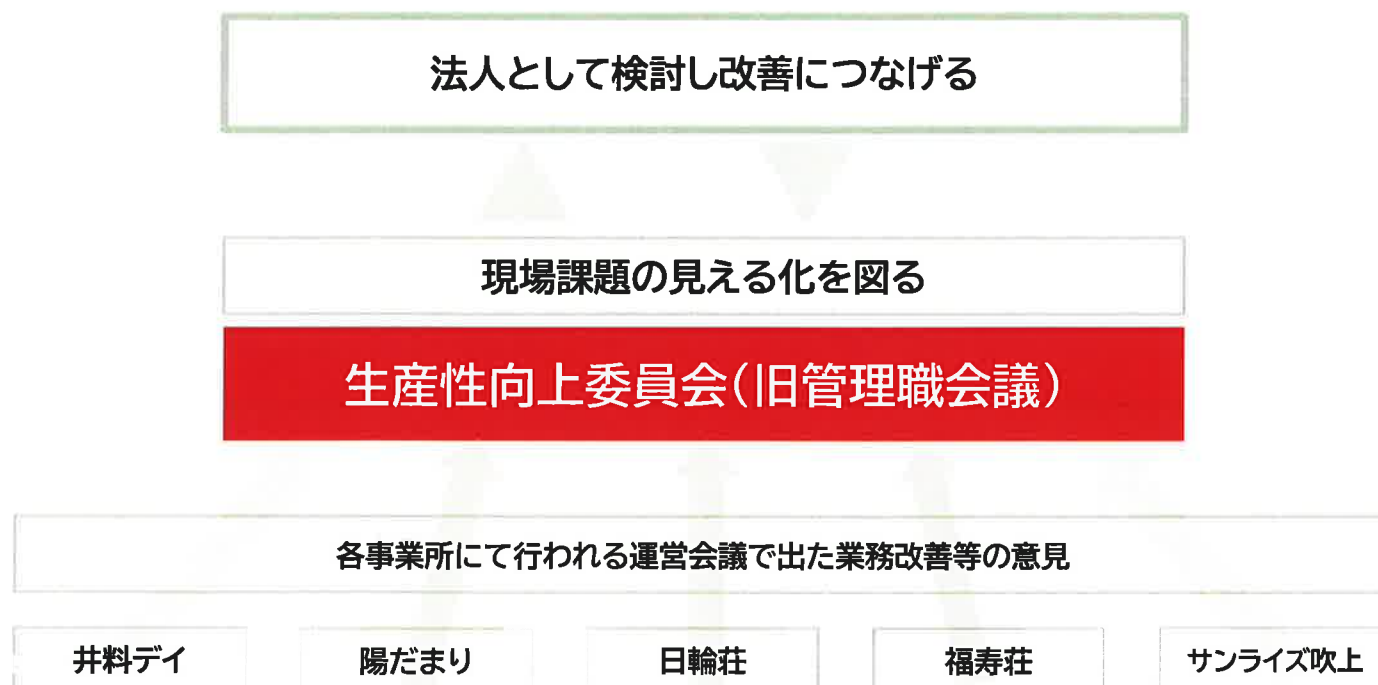 法人として検討し改善につなげる
現場課題の見える化を図る
生産性向上委員会(旧管理職会議)
各事業所にて行われる運営会議で出た業務改善等の意見
井料デイ
陽だまり
日輪荘
福寿荘
サンライズ吹上